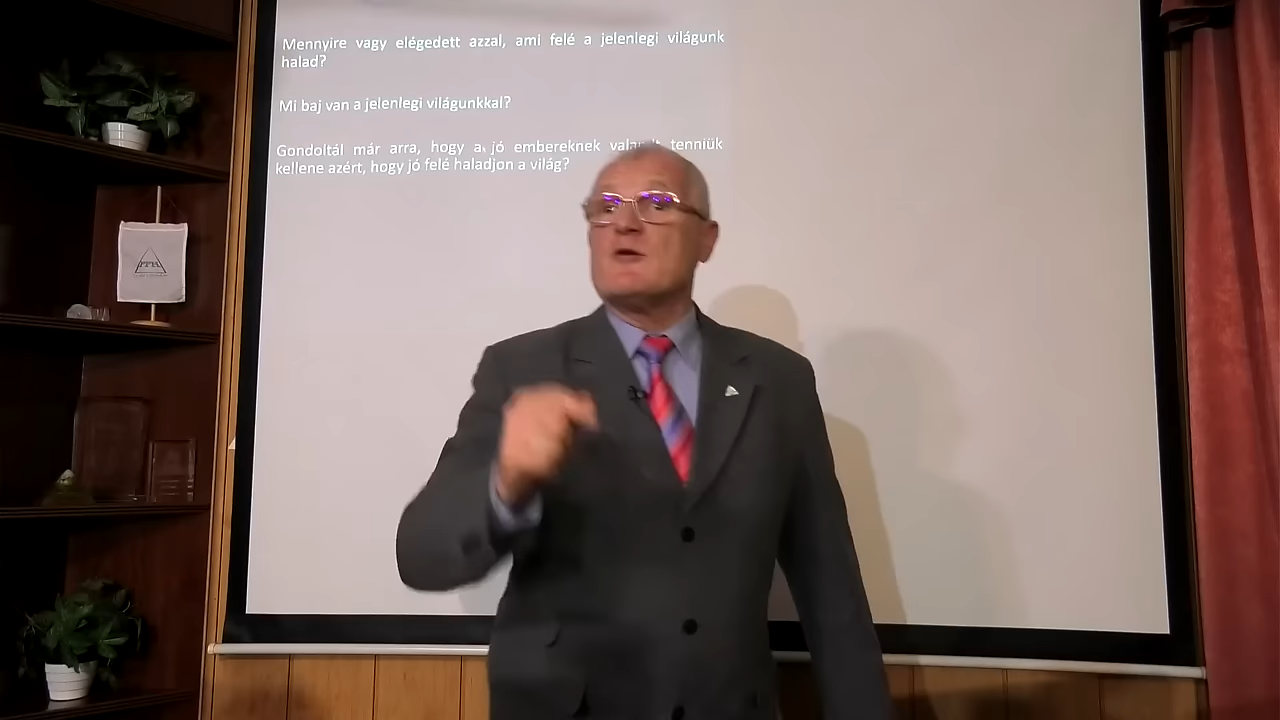 Mennyire vagy elégedett azzal, ami felé a jelenlegi világunk
halad?
Mi baj van a jelenlegi világunkkal?
Gondoltál már arra, hogy a jó embereknek tenniük
kellene azért, hogy jó felé haladjon a világ?